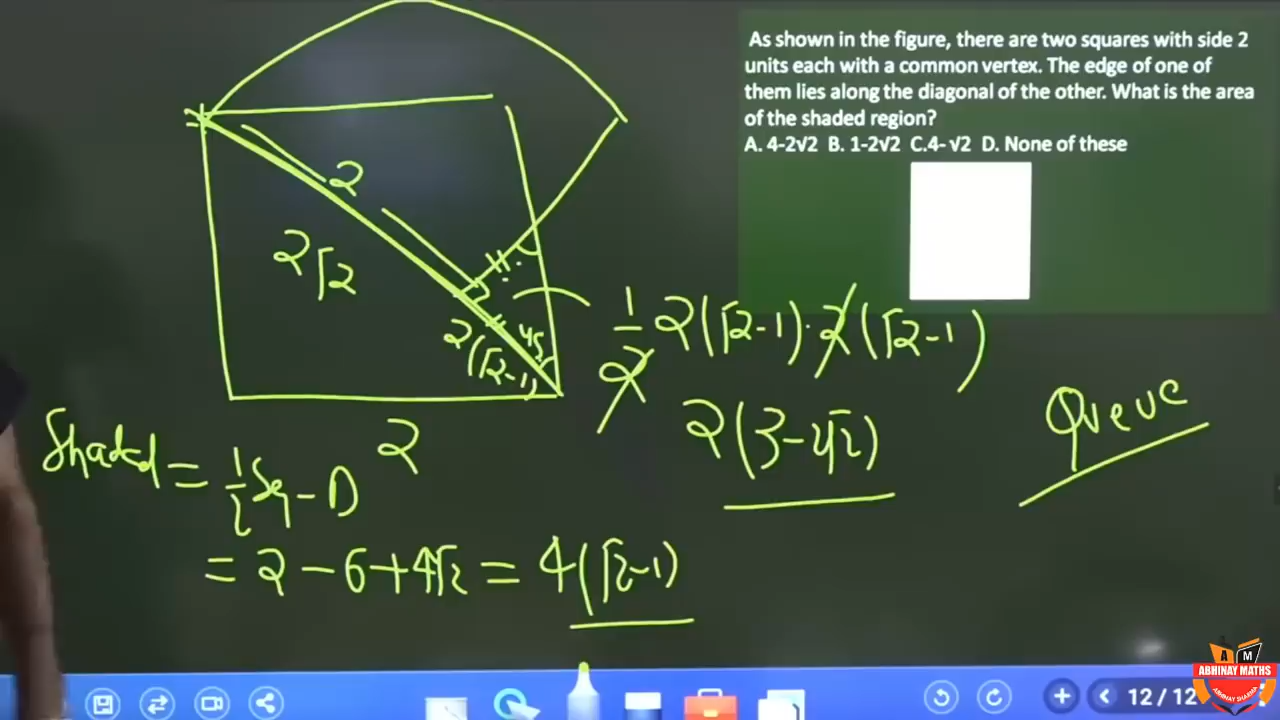 As shown in the figure, there are two squares with side 2
units each with a common vertex. The edge of one of
them lies along the diagonal of the other. What is the area
of the shaded region?
A. 4-2√2 B. 1-2√2 C.4- √2 D. None of these
2
2√2
2(√2-1)
45
2
1/2 2(√2-1)·2(√2-1)
2(3-2√2)
Queue
Shaded = 1/2 Sq - Δ
= 2 - 6 + 4√2 = 4(√2-1)
12 / 12
A M
ABHINAY MATHS
ABHINAY SHARMA